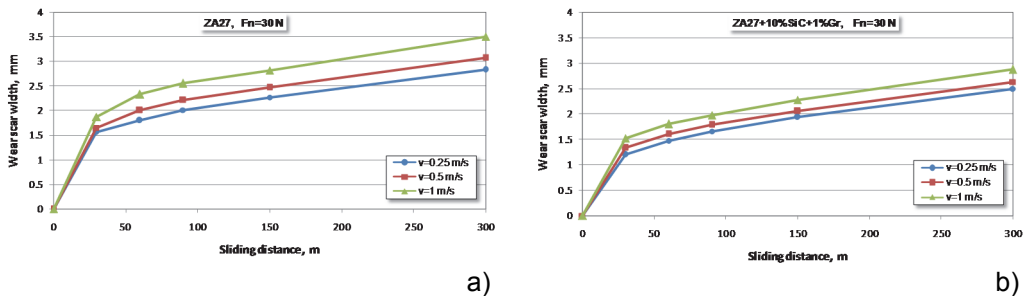 ZA27, Fn=30 N
Wear scar width, mm
4
3.5
3
2.5
2
1.5
1
0.5
0
0
50
100
150
200
250
300
Sliding distance, m
v=0.25 m/s
v=0.5 m/s
v=1 m/s
a)
ZA27+10%SiC+1%Gr, Fn=30 N
Wear scar width, mm
4
3.5
3
2.5
2
1.5
1
0.5
0
0
50
100
150
200
250
300
Sliding distance, m
v=0.25 m/s
v=0.5 m/s
v=1 m/s
b)